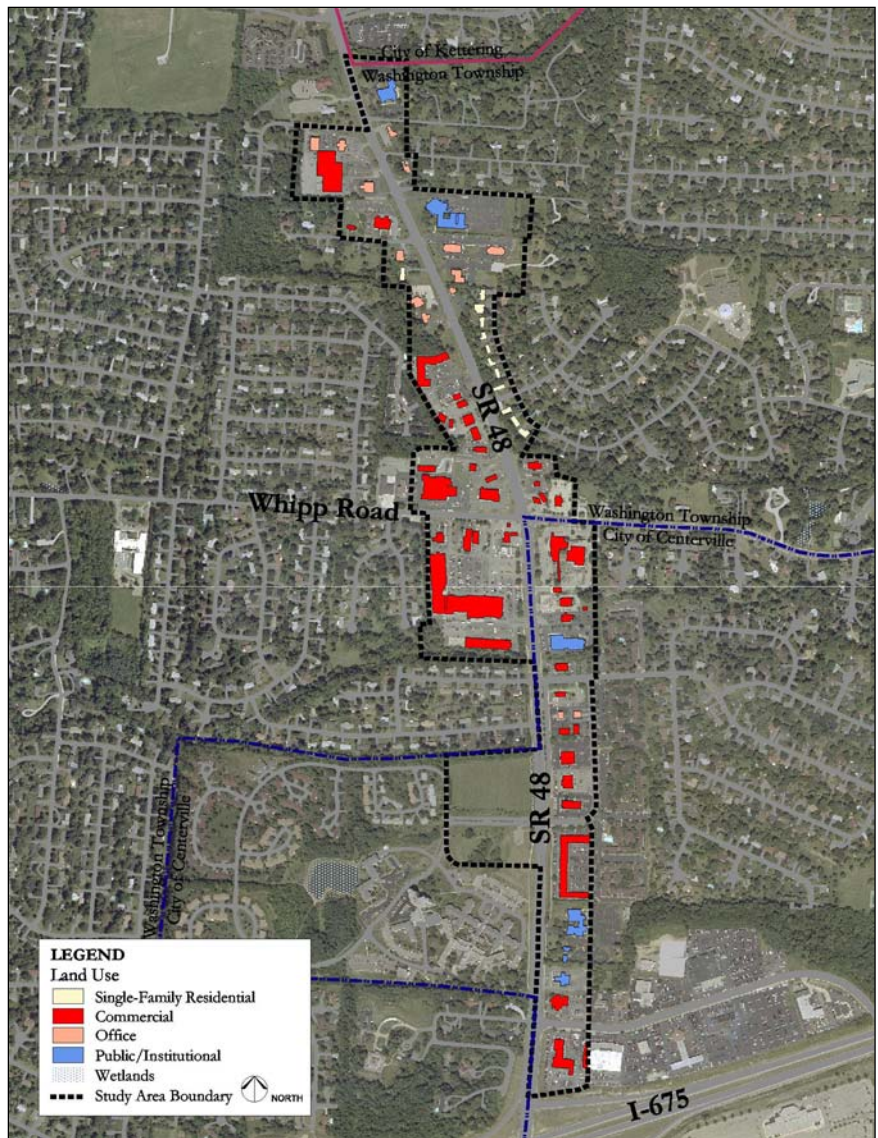 City of Kettering
Washington Township
SR 48
Whipp Road
Washington Township
City of Centerville
SR 48
Washington Township
City of Centerville
LEGEND
Land Use
Single-Family Residential
Commercial
Office
Public/Institutional
Wetlands
Study Area Boundary
NORTH
I-675